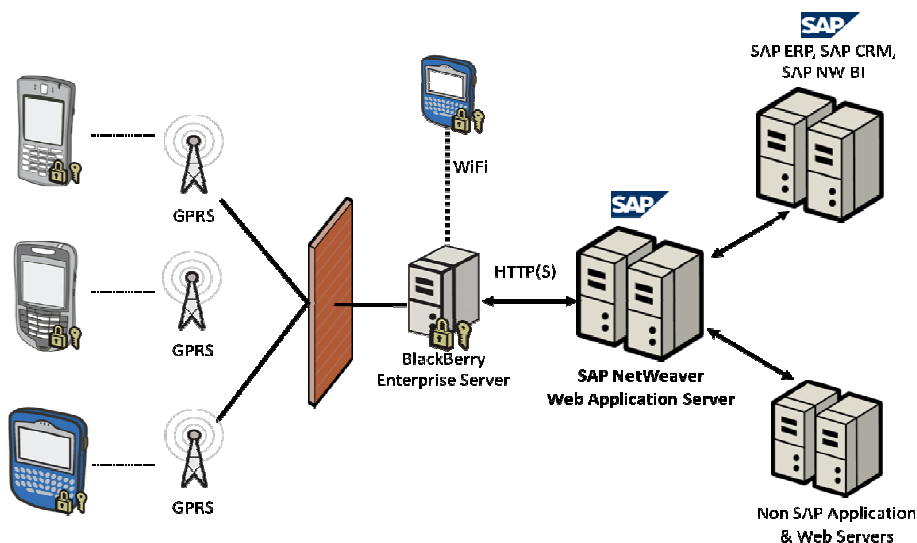 SAP
SAP ERP, SAP CRM,
SAP NW BI
WiFi
GPRS
SAP
HTTP(S)
GPRS
BlackBerry
Enterprise Server
SAP NetWeaver
Web Application Server
GPRS
Non SAP Application
& Web Servers